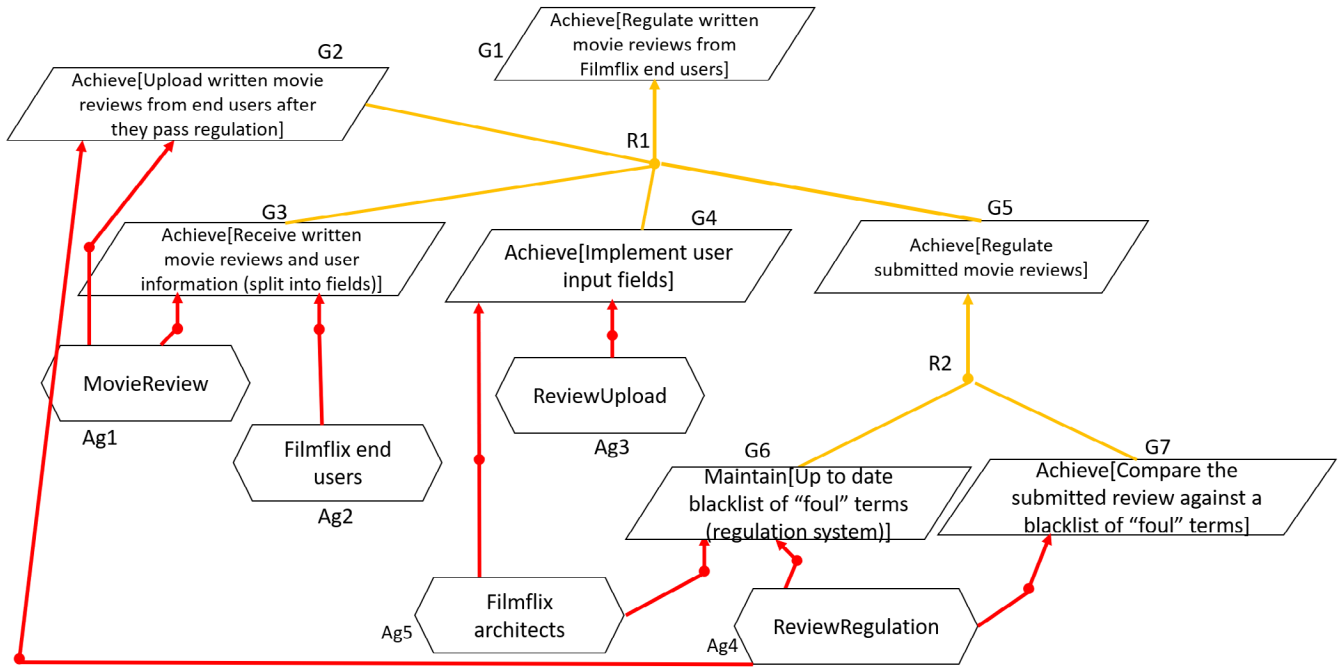 Achieve[Regulate written
movie reviews from
Filmflix end users]
G1
G2
Achieve[Upload written movie
reviews from end users after
they pass regulation]
R1
G3
Achieve[Receive written
movie reviews and user
information (split into fields)]
G4
Achieve[Implement user
input fields]
G5
Achieve[Regulate
submitted movie reviews]
MovieReview
Ag1
Filmflix end
users
Ag2
ReviewUpload
Ag3
R2
G6
Maintain[Up to date
blacklist of “foul” terms
(regulation system)]
G7
Achieve[Compare the
submitted review against a
blacklist of “foul” terms]
Filmflix
architects
Ag5
ReviewRegulation
Ag4